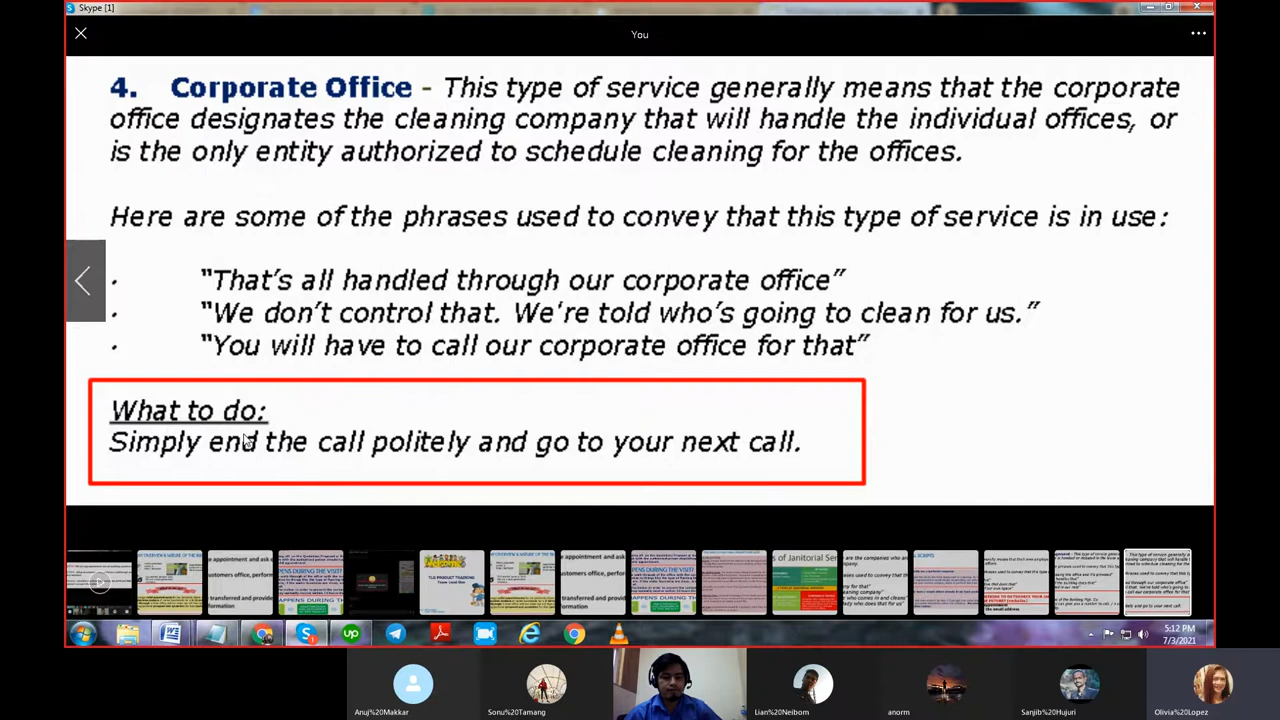 Skype [1]
You
4. Corporate Office - This type of service generally means that the corporate
office designates the cleaning company that will handle the individual offices, or
is the only entity authorized to schedule cleaning for the offices.
Here are some of the phrases used to convey that this type of service is in use:
· “That’s all handled through our corporate office”
· “We don’t control that. We're told who’s going to clean for us.”
· “You will have to call our corporate office for that”
What to do:
Simply end the call politely and go to your next call.
5:12 PM
7/3/2021
Anuj%20Makkar
Sonu%20Tamang
Lian%20Neibom
anorm
Sanjib%20Hujuri
Olivia%20Lopez